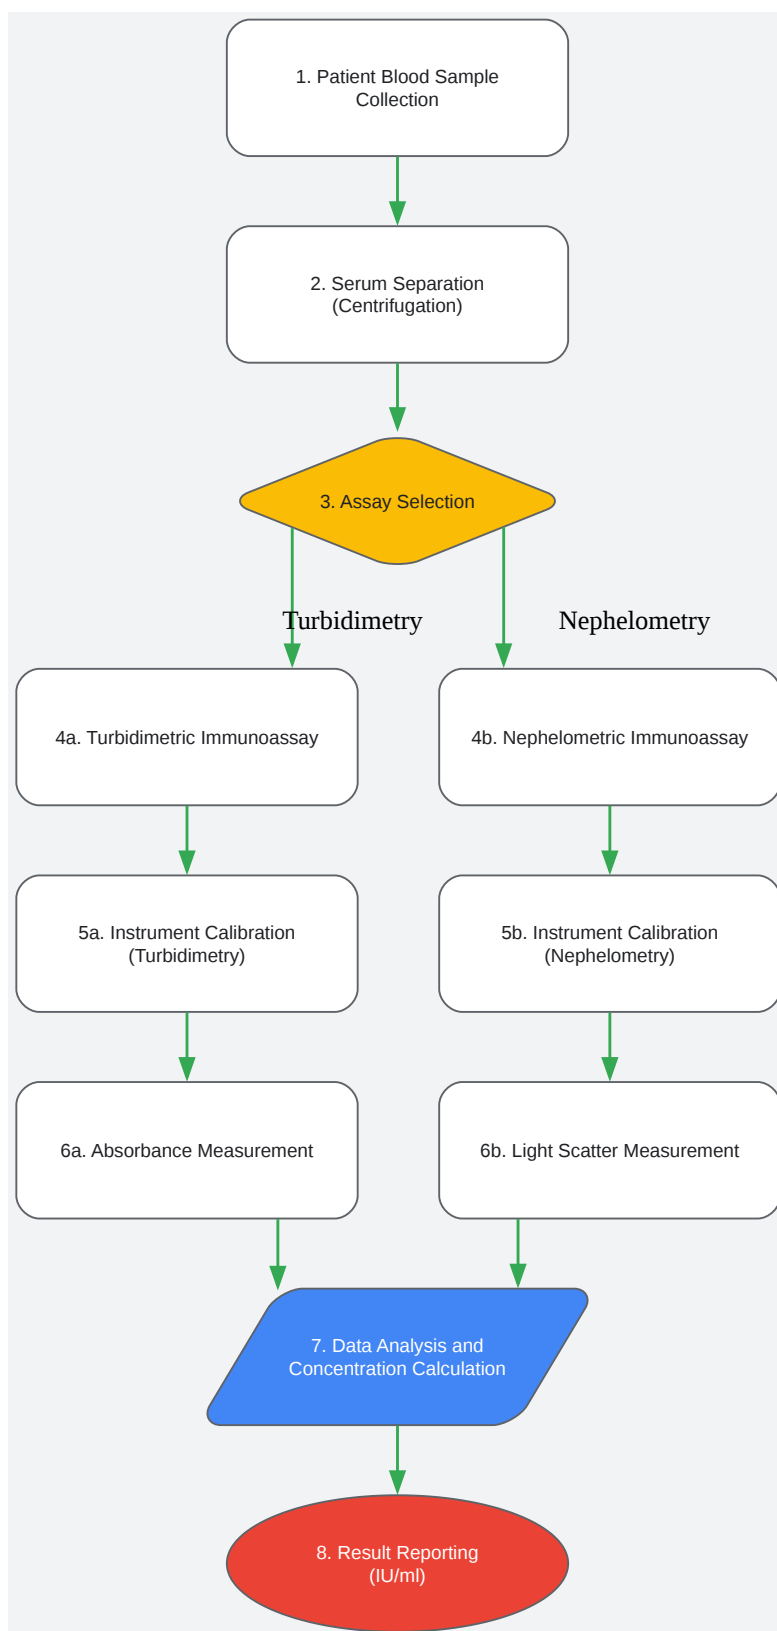 1. Patient Blood Sample
Collection
2. Serum Separation
(Centrifugation)
3. Assay Selection
Turbidimetry
Nephelometry
4a. Turbidimetric Immunoassay
4b. Nephelometric Immunoassay
5a. Instrument Calibration
(Turbidimetry)
5b. Instrument Calibration
(Nephelometry)
6a. Absorbance Measurement
6b. Light Scatter Measurement
7. Data Analysis and
Concentration Calculation
8. Result Reporting
(IU/ml)